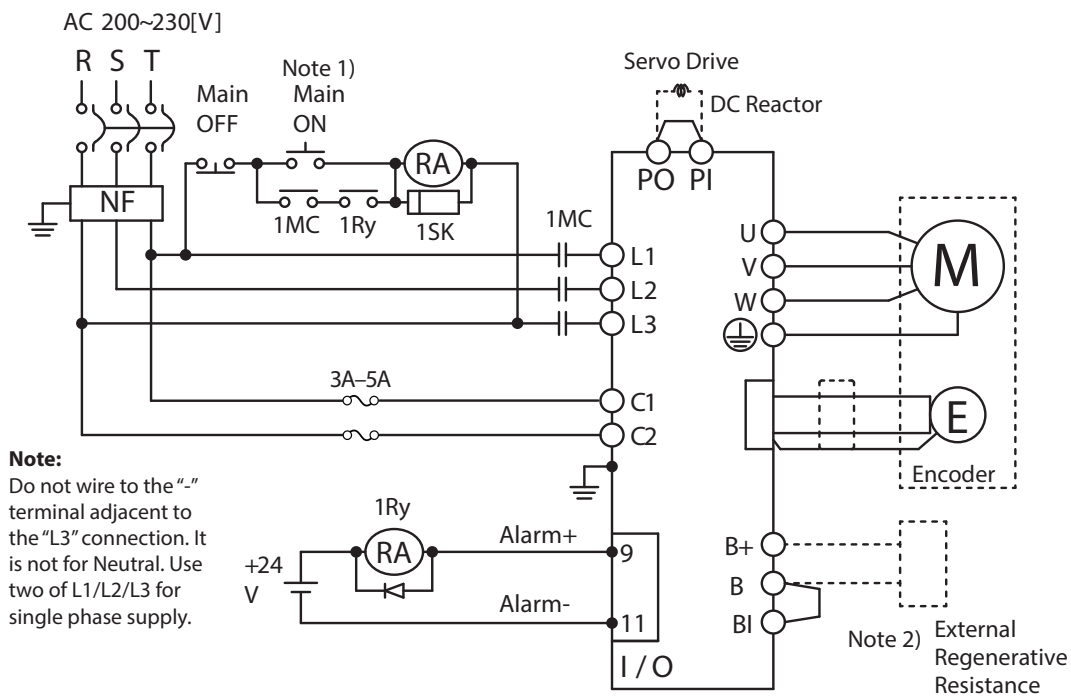 AC 200~230[V]
R S T
Main
OFF
Note 1)
Main
ON
RA
1MC 1Ry 1SK
NF
Servo Drive
DC Reactor
PO PI
1MC
L1
L2
L3
U
V
W
M
3A–5A
C1
C2
E
Encoder
Note:
Do not wire to the “-”
terminal adjacent to
the “L3” connection. It
is not for Neutral. Use
two of L1/L2/L3 for
single phase supply.
1Ry
RA
+24
V
Alarm+
Alarm-
9
11
I / O
B+
B
BI
Note 2)
External
Regenerative
Resistance